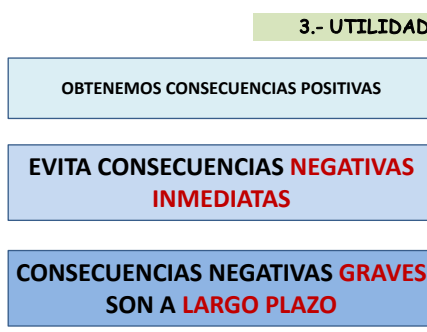 3.- UTILIDAD
OBTENEMOS CONSECUENCIAS POSITIVAS
EVITA CONSECUENCIAS NEGATIVAS
INMEDIATAS
CONSECUENCIAS NEGATIVAS GRAVES
SON A LARGO PLAZO